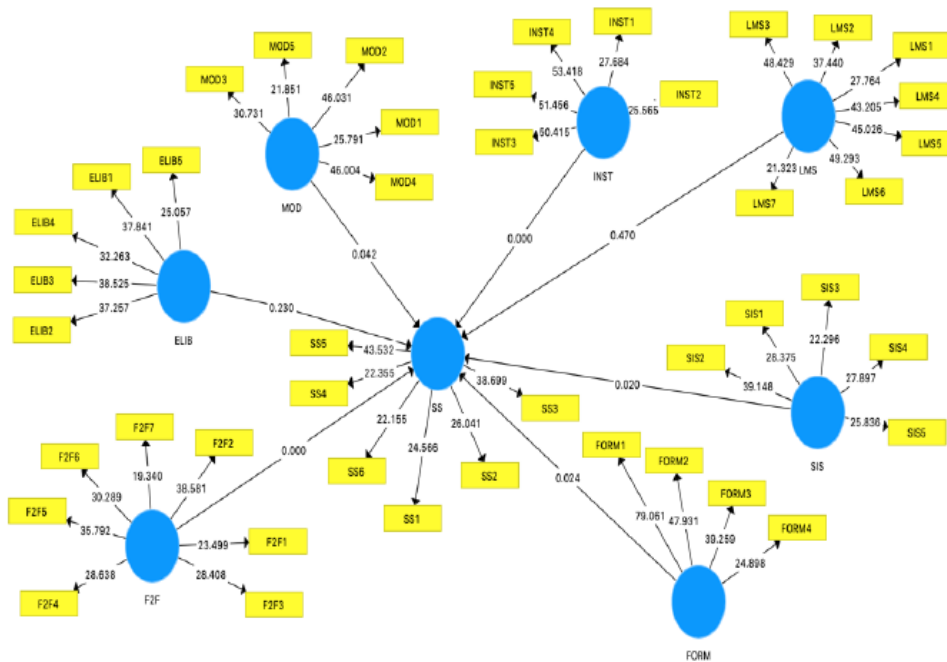 MOD5
MOD2
MOD3
21.851
46.031
30.731
MOD1
25.791
46.004
MOD4
MOD
INST4
INST1
53.418
27.684
INST5
51.456
25.565
INST2
INST3
50.415
INST
LMS3
LMS2
LMS1
48.429
37.440
27.764
43.205
LMS4
45.026
LMS5
21.323
49.293
LMS
LMS7
LMS6
ELIB1
ELIB5
25.057
37.841
ELIB4
32.263
ELIB3
38.525
37.257
ELIB2
ELIB
0.042
0.000
0.470
0.230
SS5
43.532
SS4
22.355
SS
38.699
SS3
22.155
26.041
24.566
SS6
SS2
SS1
SIS3
SIS1
22.296
SIS2
28.375
SIS4
39.148
27.897
25.836
SIS5
SIS
0.020
0.000
0.024
F2F7
F2F2
F2F6
19.340
38.581
30.289
F2F5
35.792
23.499
F2F1
28.638
28.408
F2F4
F2F3
F2F
FORM1
FORM2
FORM3
FORM4
79.061
47.931
39.259
24.898
FORM